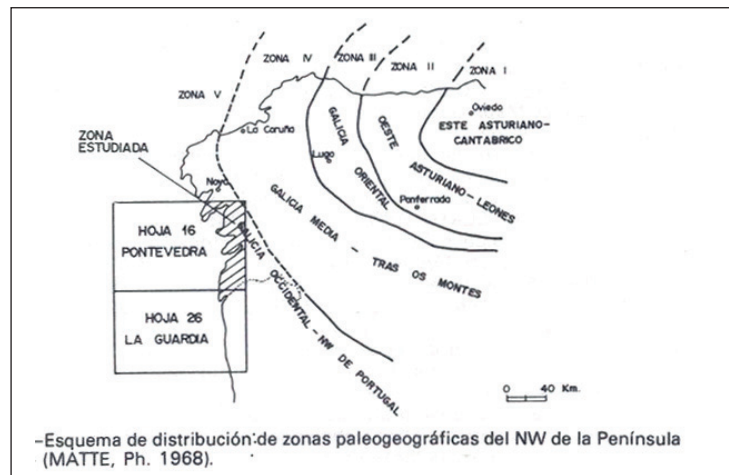 ZONA V
ZONA IV
ZONA III
ZONA II
ZONA I
Oviedo
ESTE ASTURIANO-
CANTABRICO
La Coruña
ZONA
ESTUDIADA
Lugo
GALICIA
ORIENTAL
OESTE
ASTURIANO-LEONES
Ponferrada
Noya
GALICIA MEDIA - TRAS OS MONTES
HOJA 16
PONTEVEDRA
GALICIA OCCIDENTAL-NW DE PORTUGAL
HOJA 26
LA GUARDIA
0 40 Km.
-Esquema de distribución de zonas paleogeográficas del NW de la Península
(MATTE, Ph. 1968).